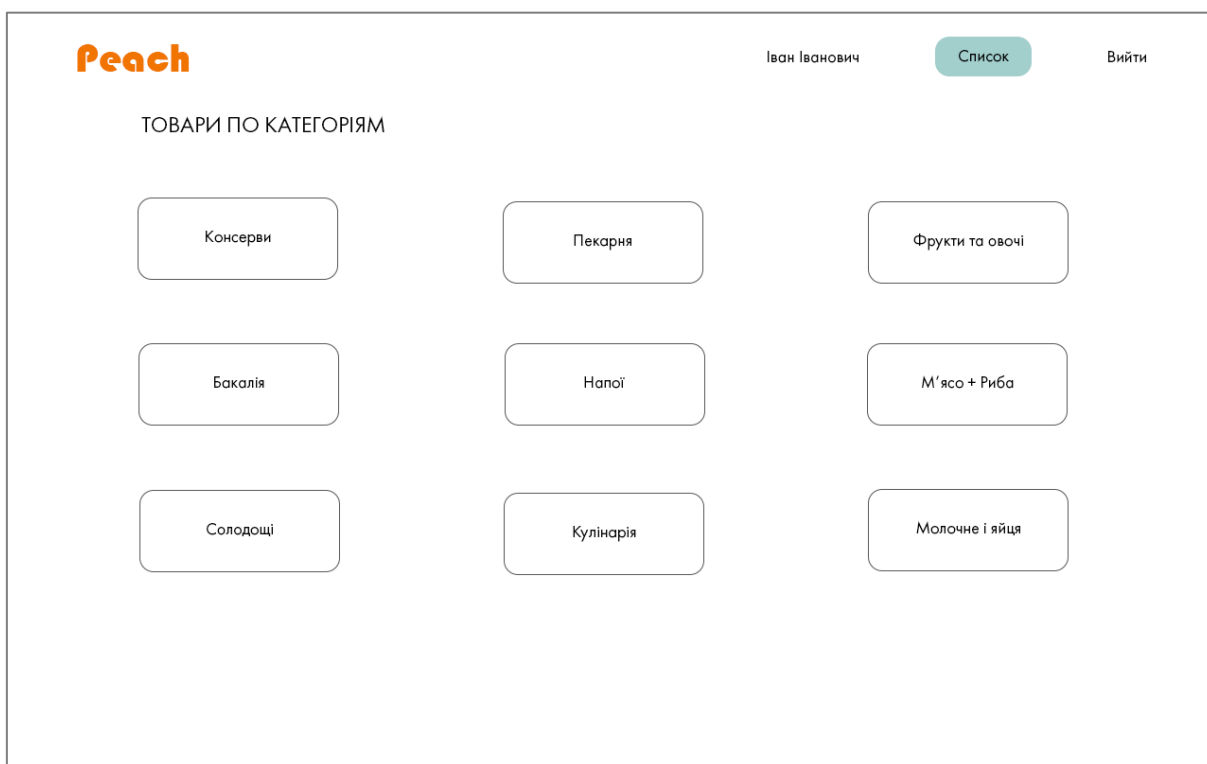 Peach
Іван Іванович
Список
Вийти
ТОВАРИ ПО КАТЕГОРІЯМ
Консерви
Пекарня
Фрукти та овочі
Бакалія
Напої
М'ясо + Риба
Солодощі
Кулінарія
Молочне і яйця